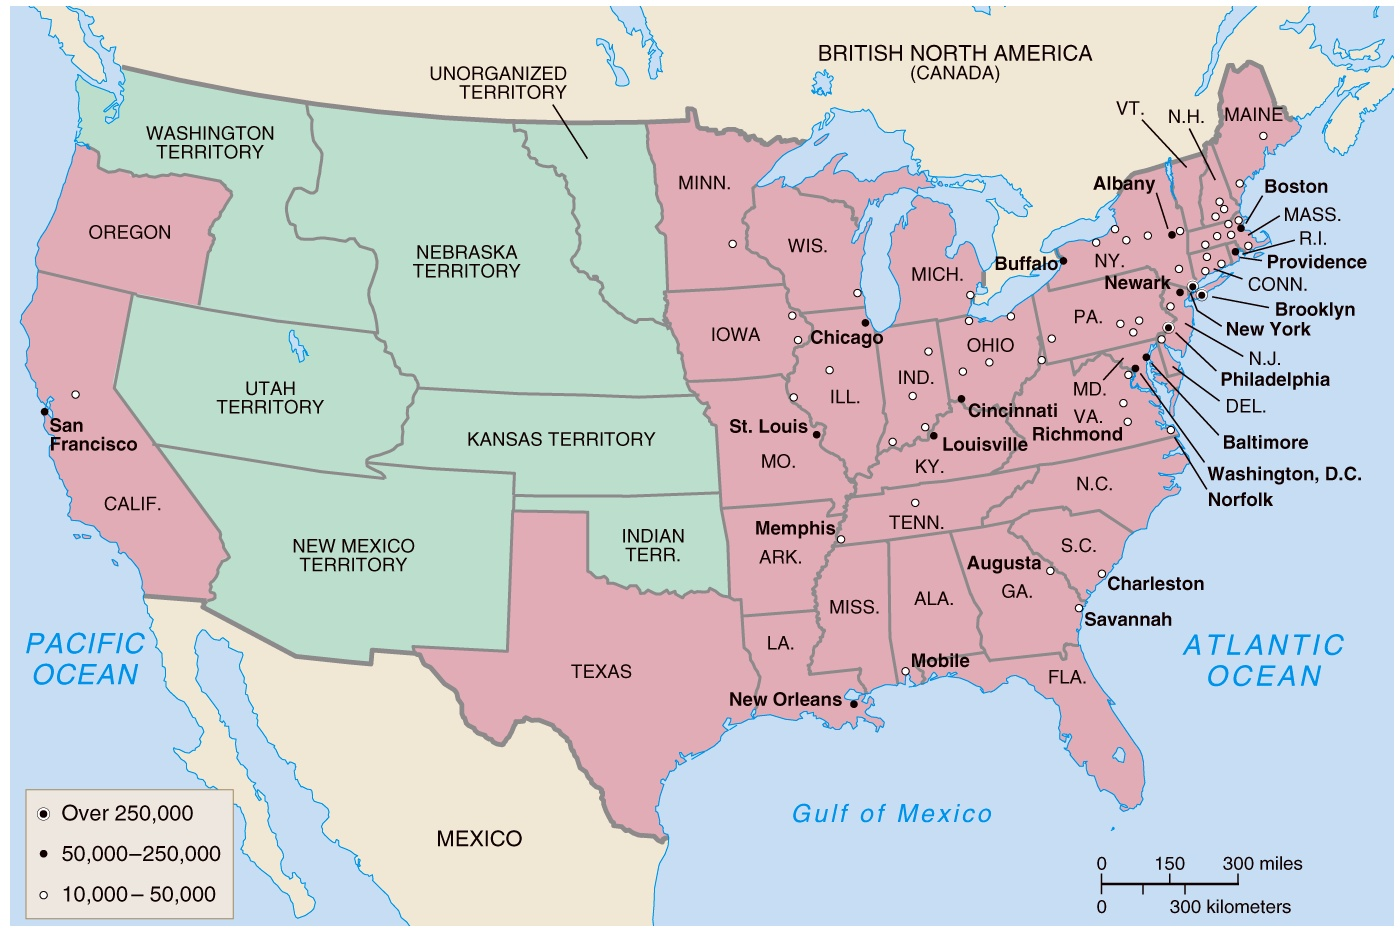 BRITISH NORTH AMERICA
(CANADA)
UNORGANIZED
TERRITORY
VT.
N.H.
MAINE
WASHINGTON
TERRITORY
MINN.
Albany
Boston
MASS.
OREGON
NEBRASKA
TERRITORY
WIS.
MICH.
Buffalo
NY.
R.I.
Providence
Newark
CONN.
Brooklyn
New York
IOWA
Chicago
OHIO
PA.
N.J.
Philadelphia
UTAH
TERRITORY
ILL.
IND.
MD.
DEL.
San
Francisco
KANSAS TERRITORY
St. Louis
Cincinnati
Louisville
VA.
Richmond
Baltimore
MO.
KY.
Washington, D.C.
Norfolk
CALIF.
N.C.
NEW MEXICO
TERRITORY
INDIAN
TERR.
Memphis
TENN.
ARK.
Augusta
S.C.
GA.
Charleston
MISS.
ALA.
Savannah
PACIFIC
OCEAN
TEXAS
LA.
Mobile
FLA.
ATLANTIC
OCEAN
New Orleans
MEXICO
Gulf of Mexico
Over 250,000
50,000–250,000
10,000 – 50,000
0 150 300 miles
0 300 kilometers